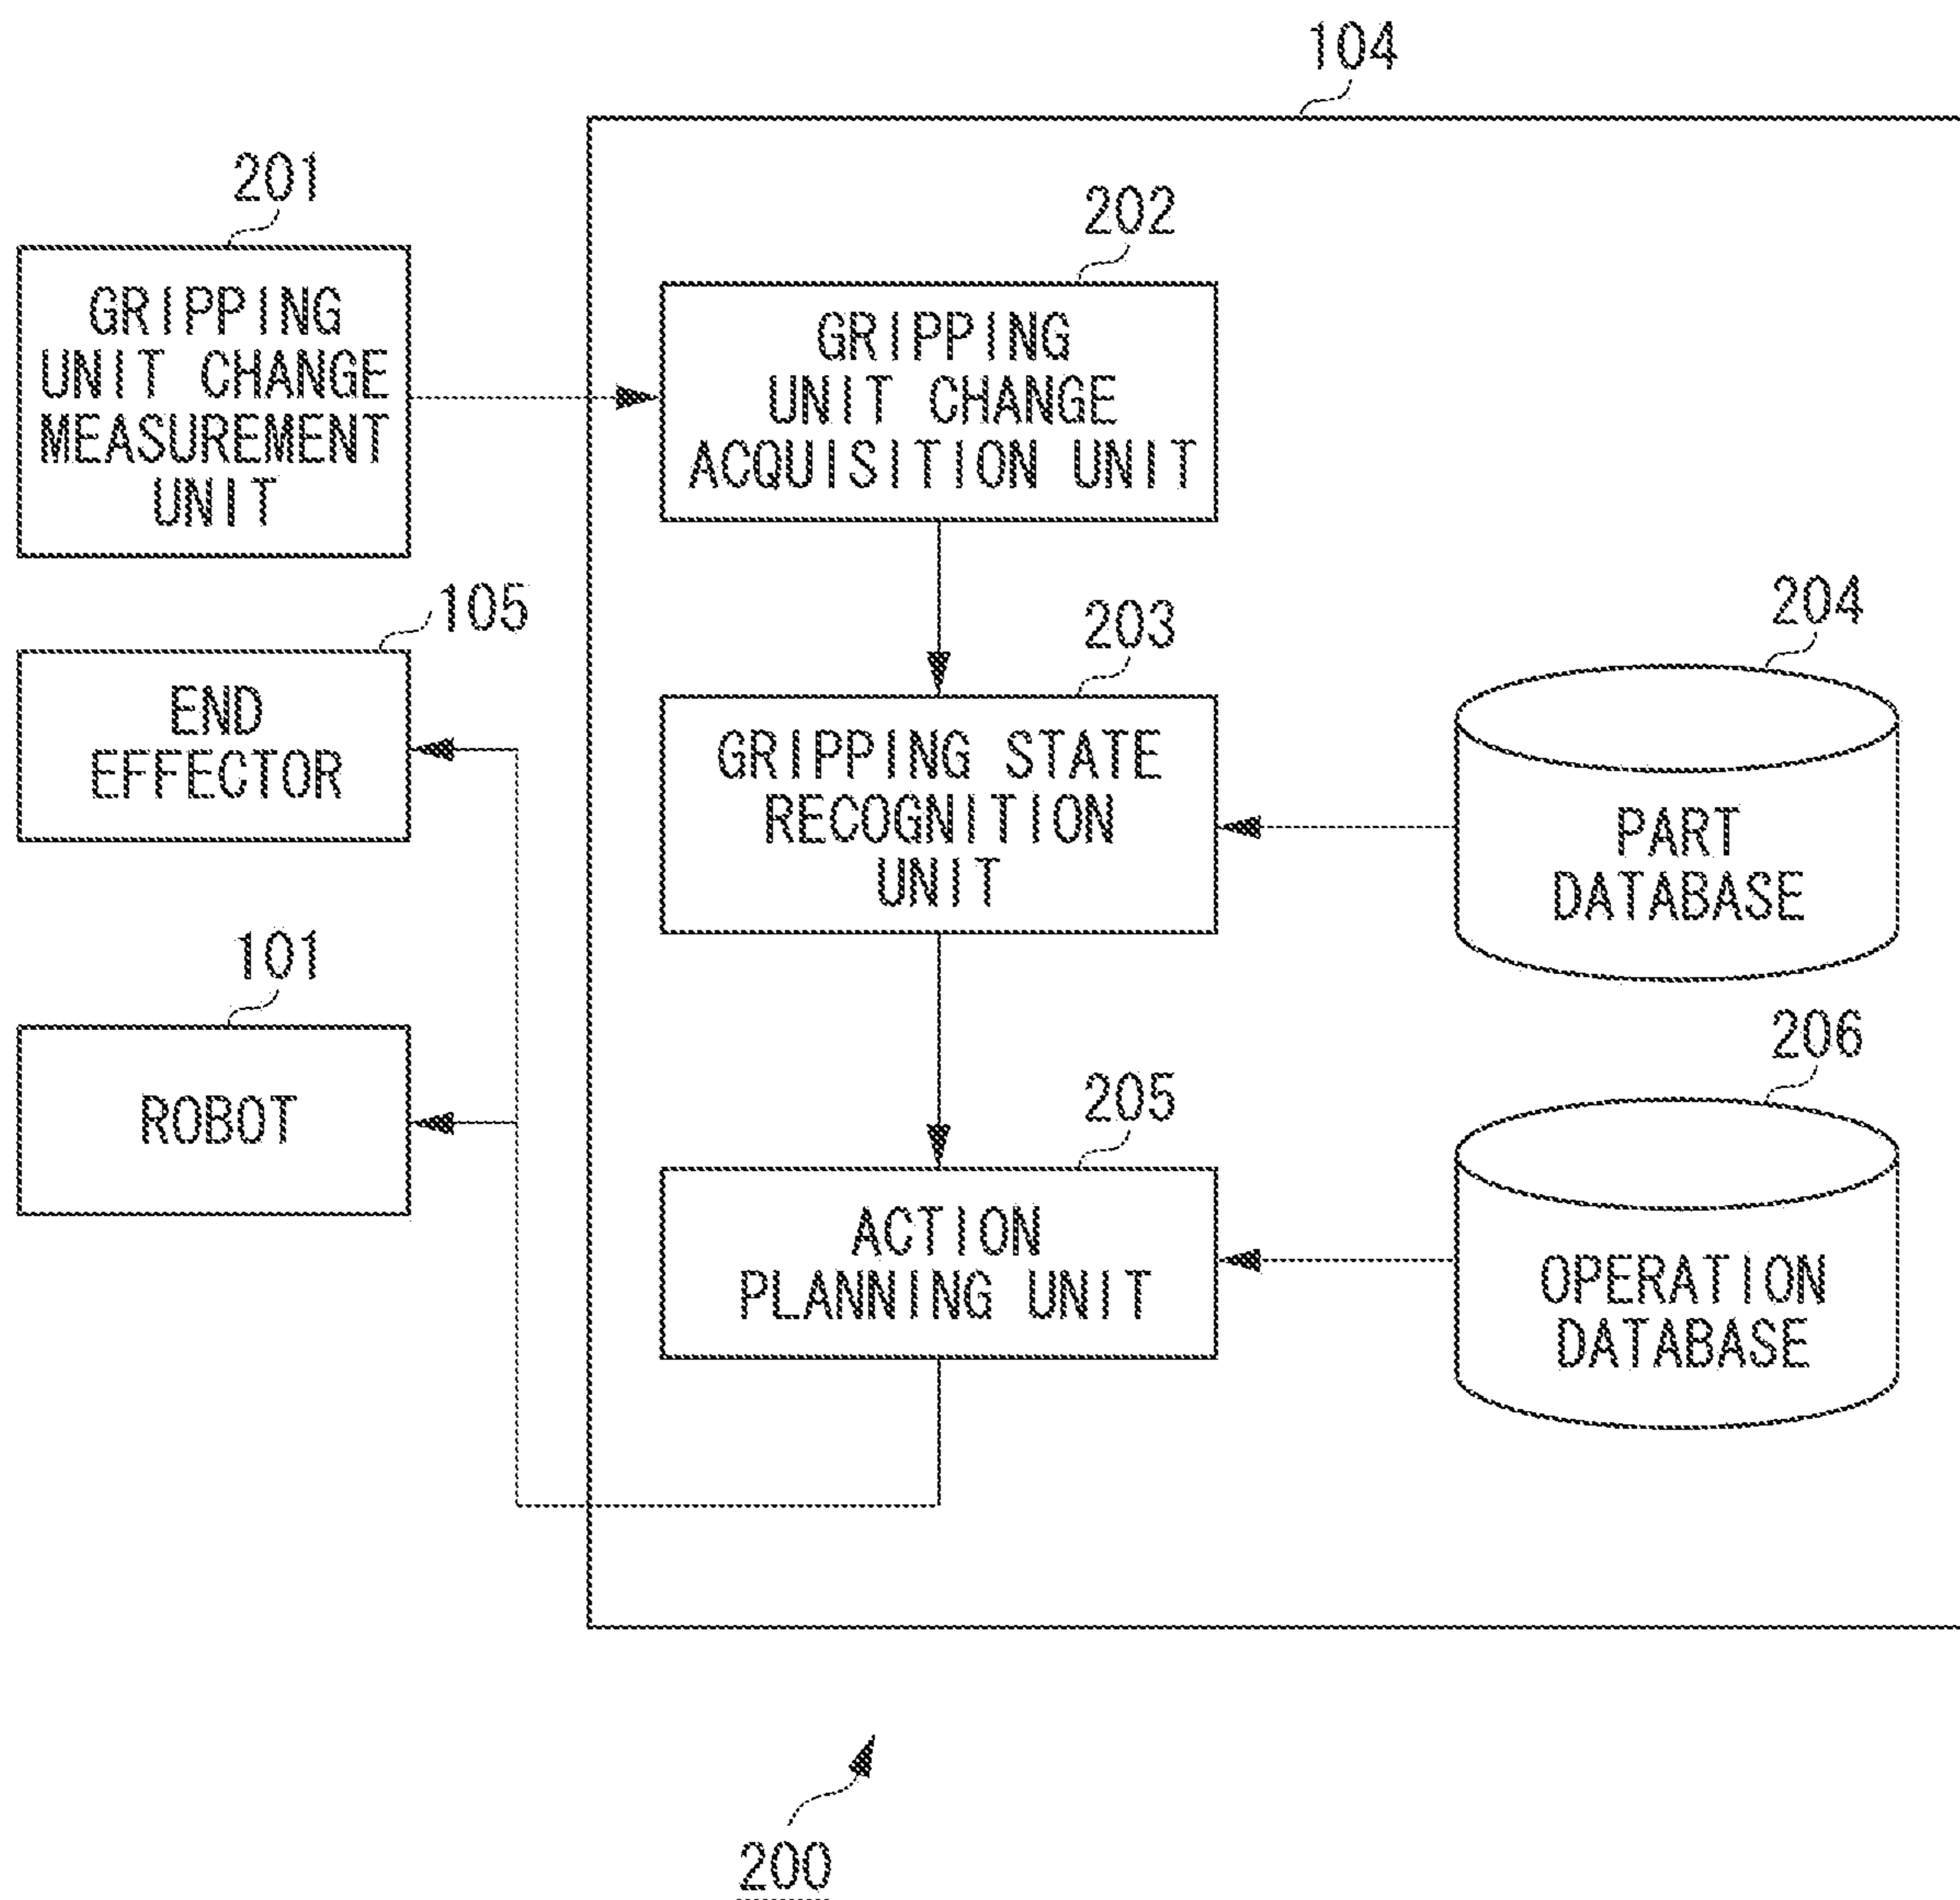 104
201
GRIPPING
UNIT CHANGE
MEASUREMENT
UNIT
202
GRIPPING
UNIT CHANGE
ACQUISITION UNIT
105
END
EFFECTOR
203
GRIPPING STATE
RECOGNITION
UNIT
204
PART
DATABASE
101
ROBOT
205
ACTION
PLANNING UNIT
206
OPERATION
DATABASE
200